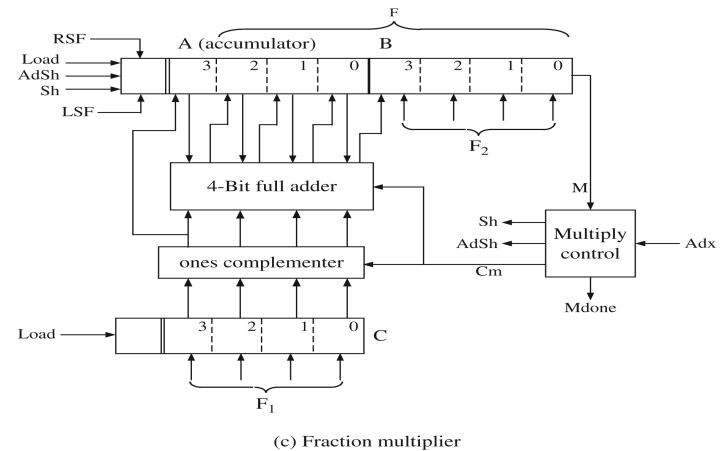 F
RSF
A (accumulator)
B
Load
AdSh
Sh
LSF
3 2 1 0 3 2 1 0
F2
4-Bit full adder
M
Sh
AdSh
Cm
Multiply
control
Adx
Mdone
ones complementer
Load
3 2 1 0
C
F1
(c) Fraction multiplier